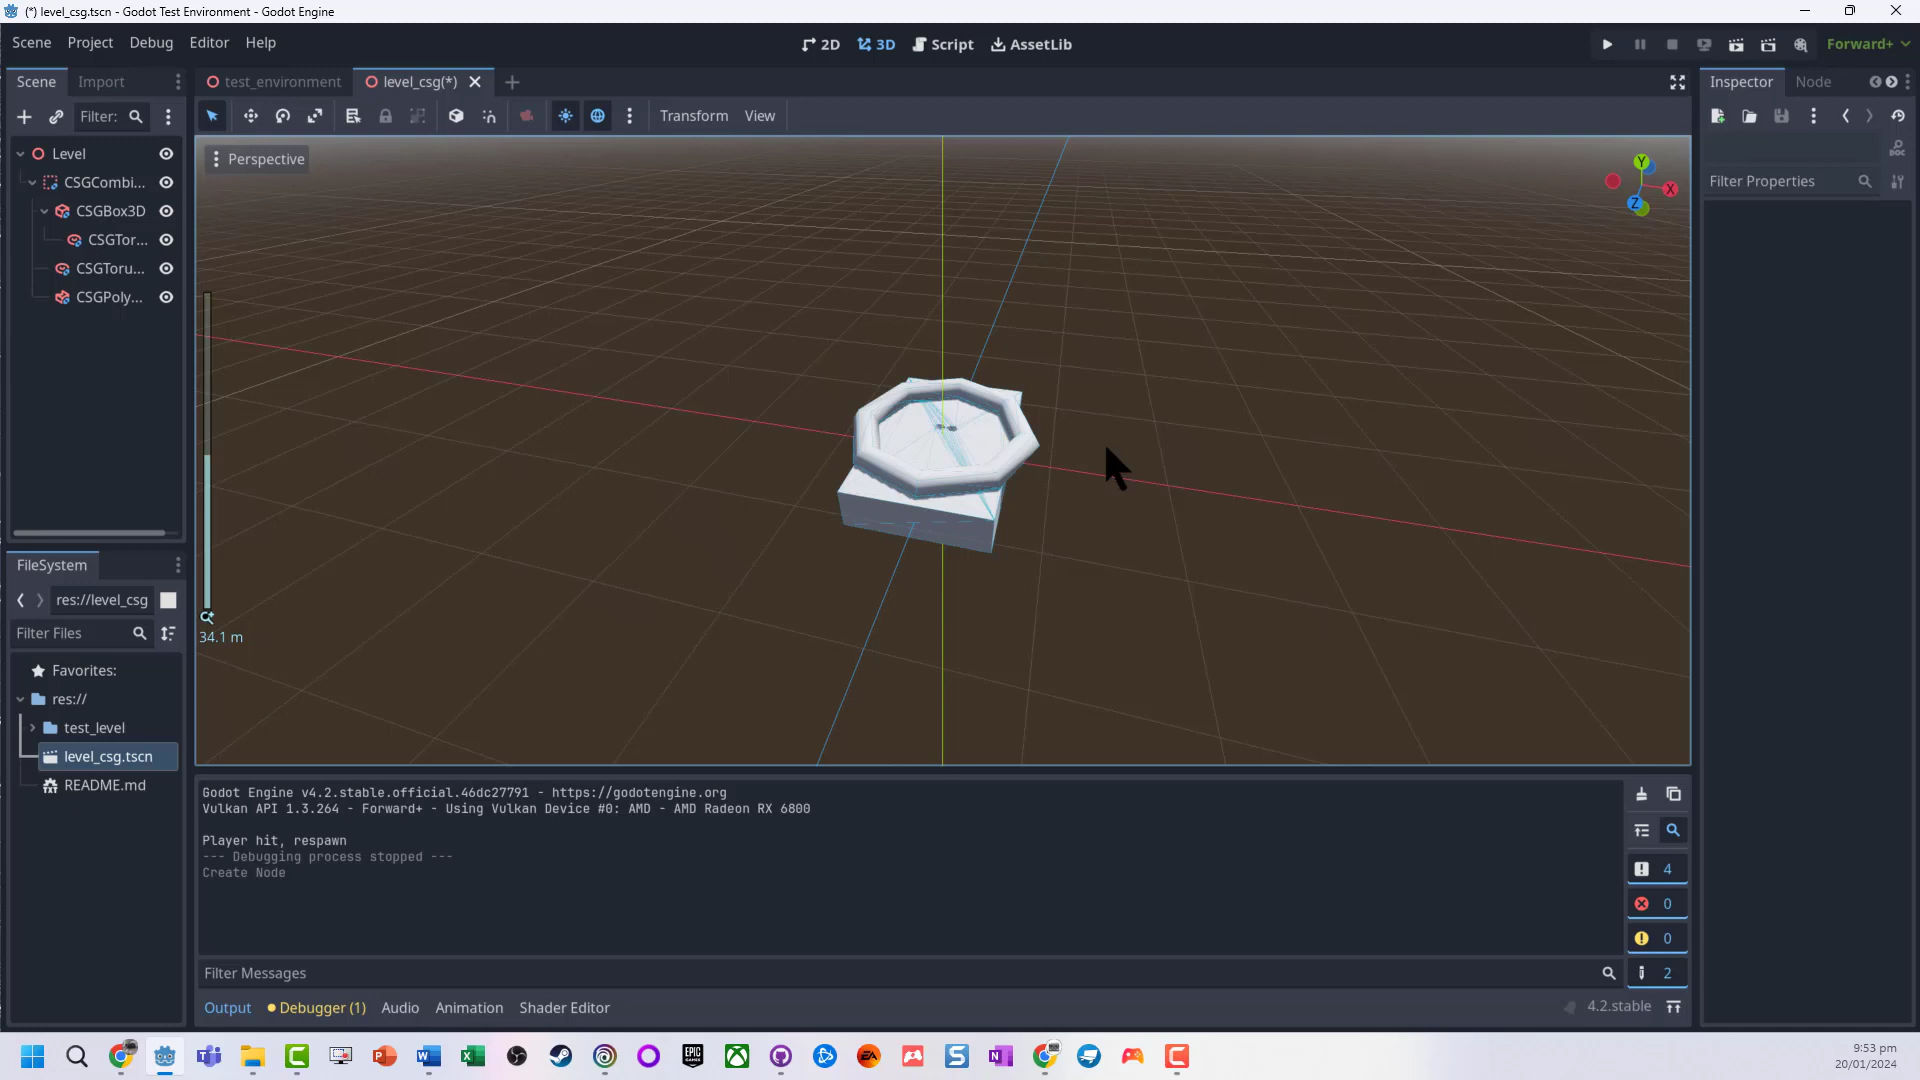 (*) level_csg.tscn - Godot Test Environment - Godot Engine
Scene Project Debug Editor Help
2D 3D Script AssetLib
Forward+
Scene Import
test_environment level_csg(*)
Inspector Node
Filter:
Transform View
Level
Perspective
Y
X
Z
DOC
Filter Properties
CSGCombi...
CSGBox3D
CSGTor...
CSGToru...
CSGPoly...
34.1 m
FileSystem
res://level_csg
Filter Files
Favorites:
res://
test_level
level_csg.tscn
README.md
Godot Engine v4.2.stable.official.46dc27791 - https://godotengine.org
Vulkan API 1.3.264 - Forward+ - Using Vulkan Device #0: AMD - AMD Radeon RX 6800
Player hit, respawn
--- Debugging process stopped ---
Create Node
4
0
0
2
Filter Messages
Output Debugger (1) Audio Animation Shader Editor
4.2.stable
EPIC GAMES
9:53 pm
20/01/2024